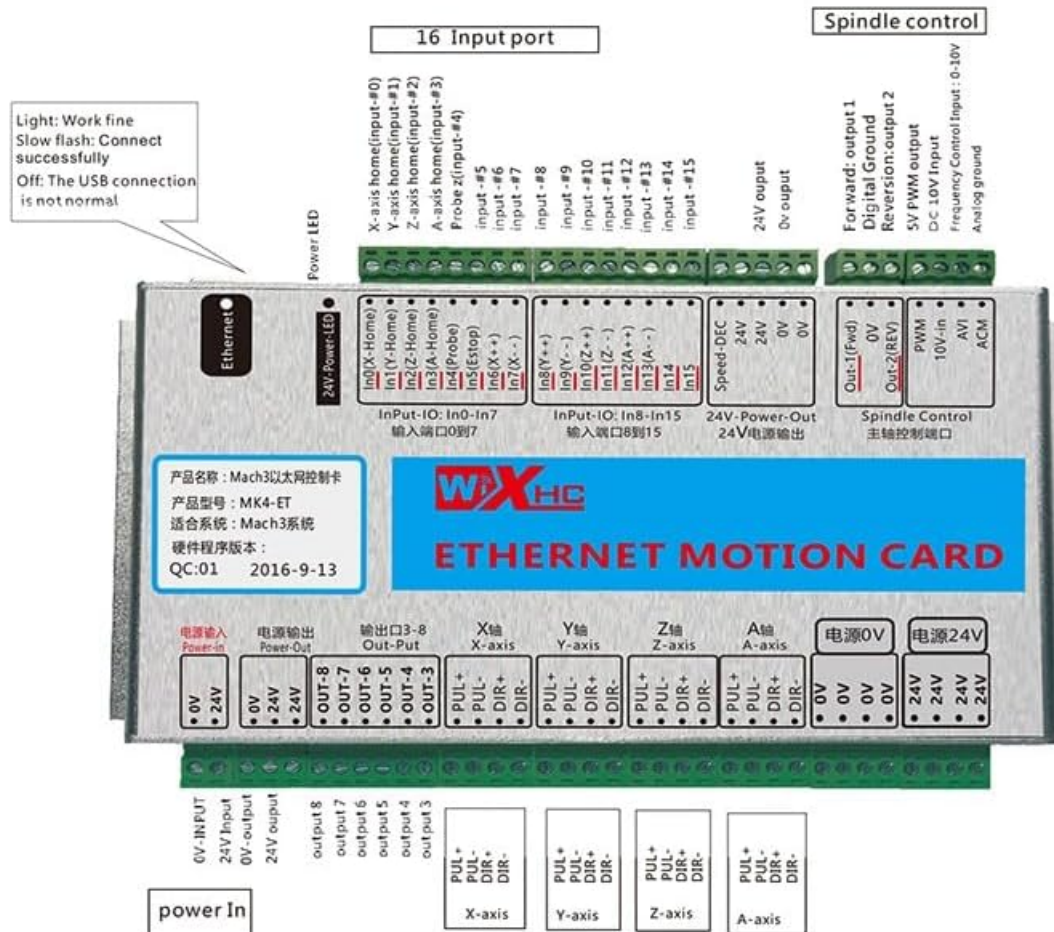 16 Input port
Spindle control
Light: Work fine
Slow flash: Connect
successfully
Off: The USB connection
is not normal
Power LED
X-axis home(input-#0)
Y-axis home(input-#1)
Z-axis home(input-#2)
A-axis home(input-#3)
Probe z(input-#4)
input -#5
input -#6
input -#7
input -#8
input -#9
input -#10
input -#11
input -#12
input -#13
input -#14
input -#15
24V ouput
0v ouput
Forward: output 1
Digital Ground
Reversion: output 2
5V PWM output
DC 10V Input
Frequency Control Input : 0-10V
Analog ground
Ethernet
24V-Power-LED
In0(X-Home)
In1(Y-Home)
In2(Z-Home)
In3(A-Home)
In4(Probe)
In5(Estop)
In6(X++)
In7(X--)
InPut-IO: In0-In7
输入端口0到7
In8(Y++)
In9(Y--)
In10(Z++)
In11(Z--)
In12(A++)
In13(A--)
In14
In15
InPut-IO: In8-In15
输入端口8到15
Speed-DEC
24V
24V
0V
0V
24V-Power-Out
24V电源输出
Out-1(Fwd)
0V
Out-2(REV)
PWM
10V-in
AVI
ACM
Spindle Control
主轴控制端口
产品名称：Mach3以太网控制卡
产品型号：MK4-ET
适合系统：Mach3系统
硬件程序版本：
QC:01 2016-9-13
WiXHC
ETHERNET MOTION CARD
电源输入
Power-in
电源输出
Power-Out
输出口3-8
Out-Put
X轴
X-axis
Y轴
Y-axis
Z轴
Z-axis
A轴
A-axis
电源0V
电源24V
0V
24V
0V
24V
24V
OUT-8
OUT-7
OUT-6
OUT-5
OUT-4
OUT-3
PUL+
PUL-
DIR+
DIR-
PUL+
PUL-
DIR+
DIR-
PUL+
PUL-
DIR+
DIR-
PUL+
PUL-
DIR+
DIR-
0V
0V
0V
0V
24V
24V
24V
24V
0V-INPUT
24V Input
0V-output
24V ouput
output 8
output 7
output 6
output 5
output 4
output 3
PUL+
PUL-
DIR+
DIR-
X-axis
PUL+
PUL-
DIR+
DIR-
Y-axis
PUL+
PUL-
DIR+
DIR-
Z-axis
PUL+
PUL-
DIR+
DIR-
A-axis
power In